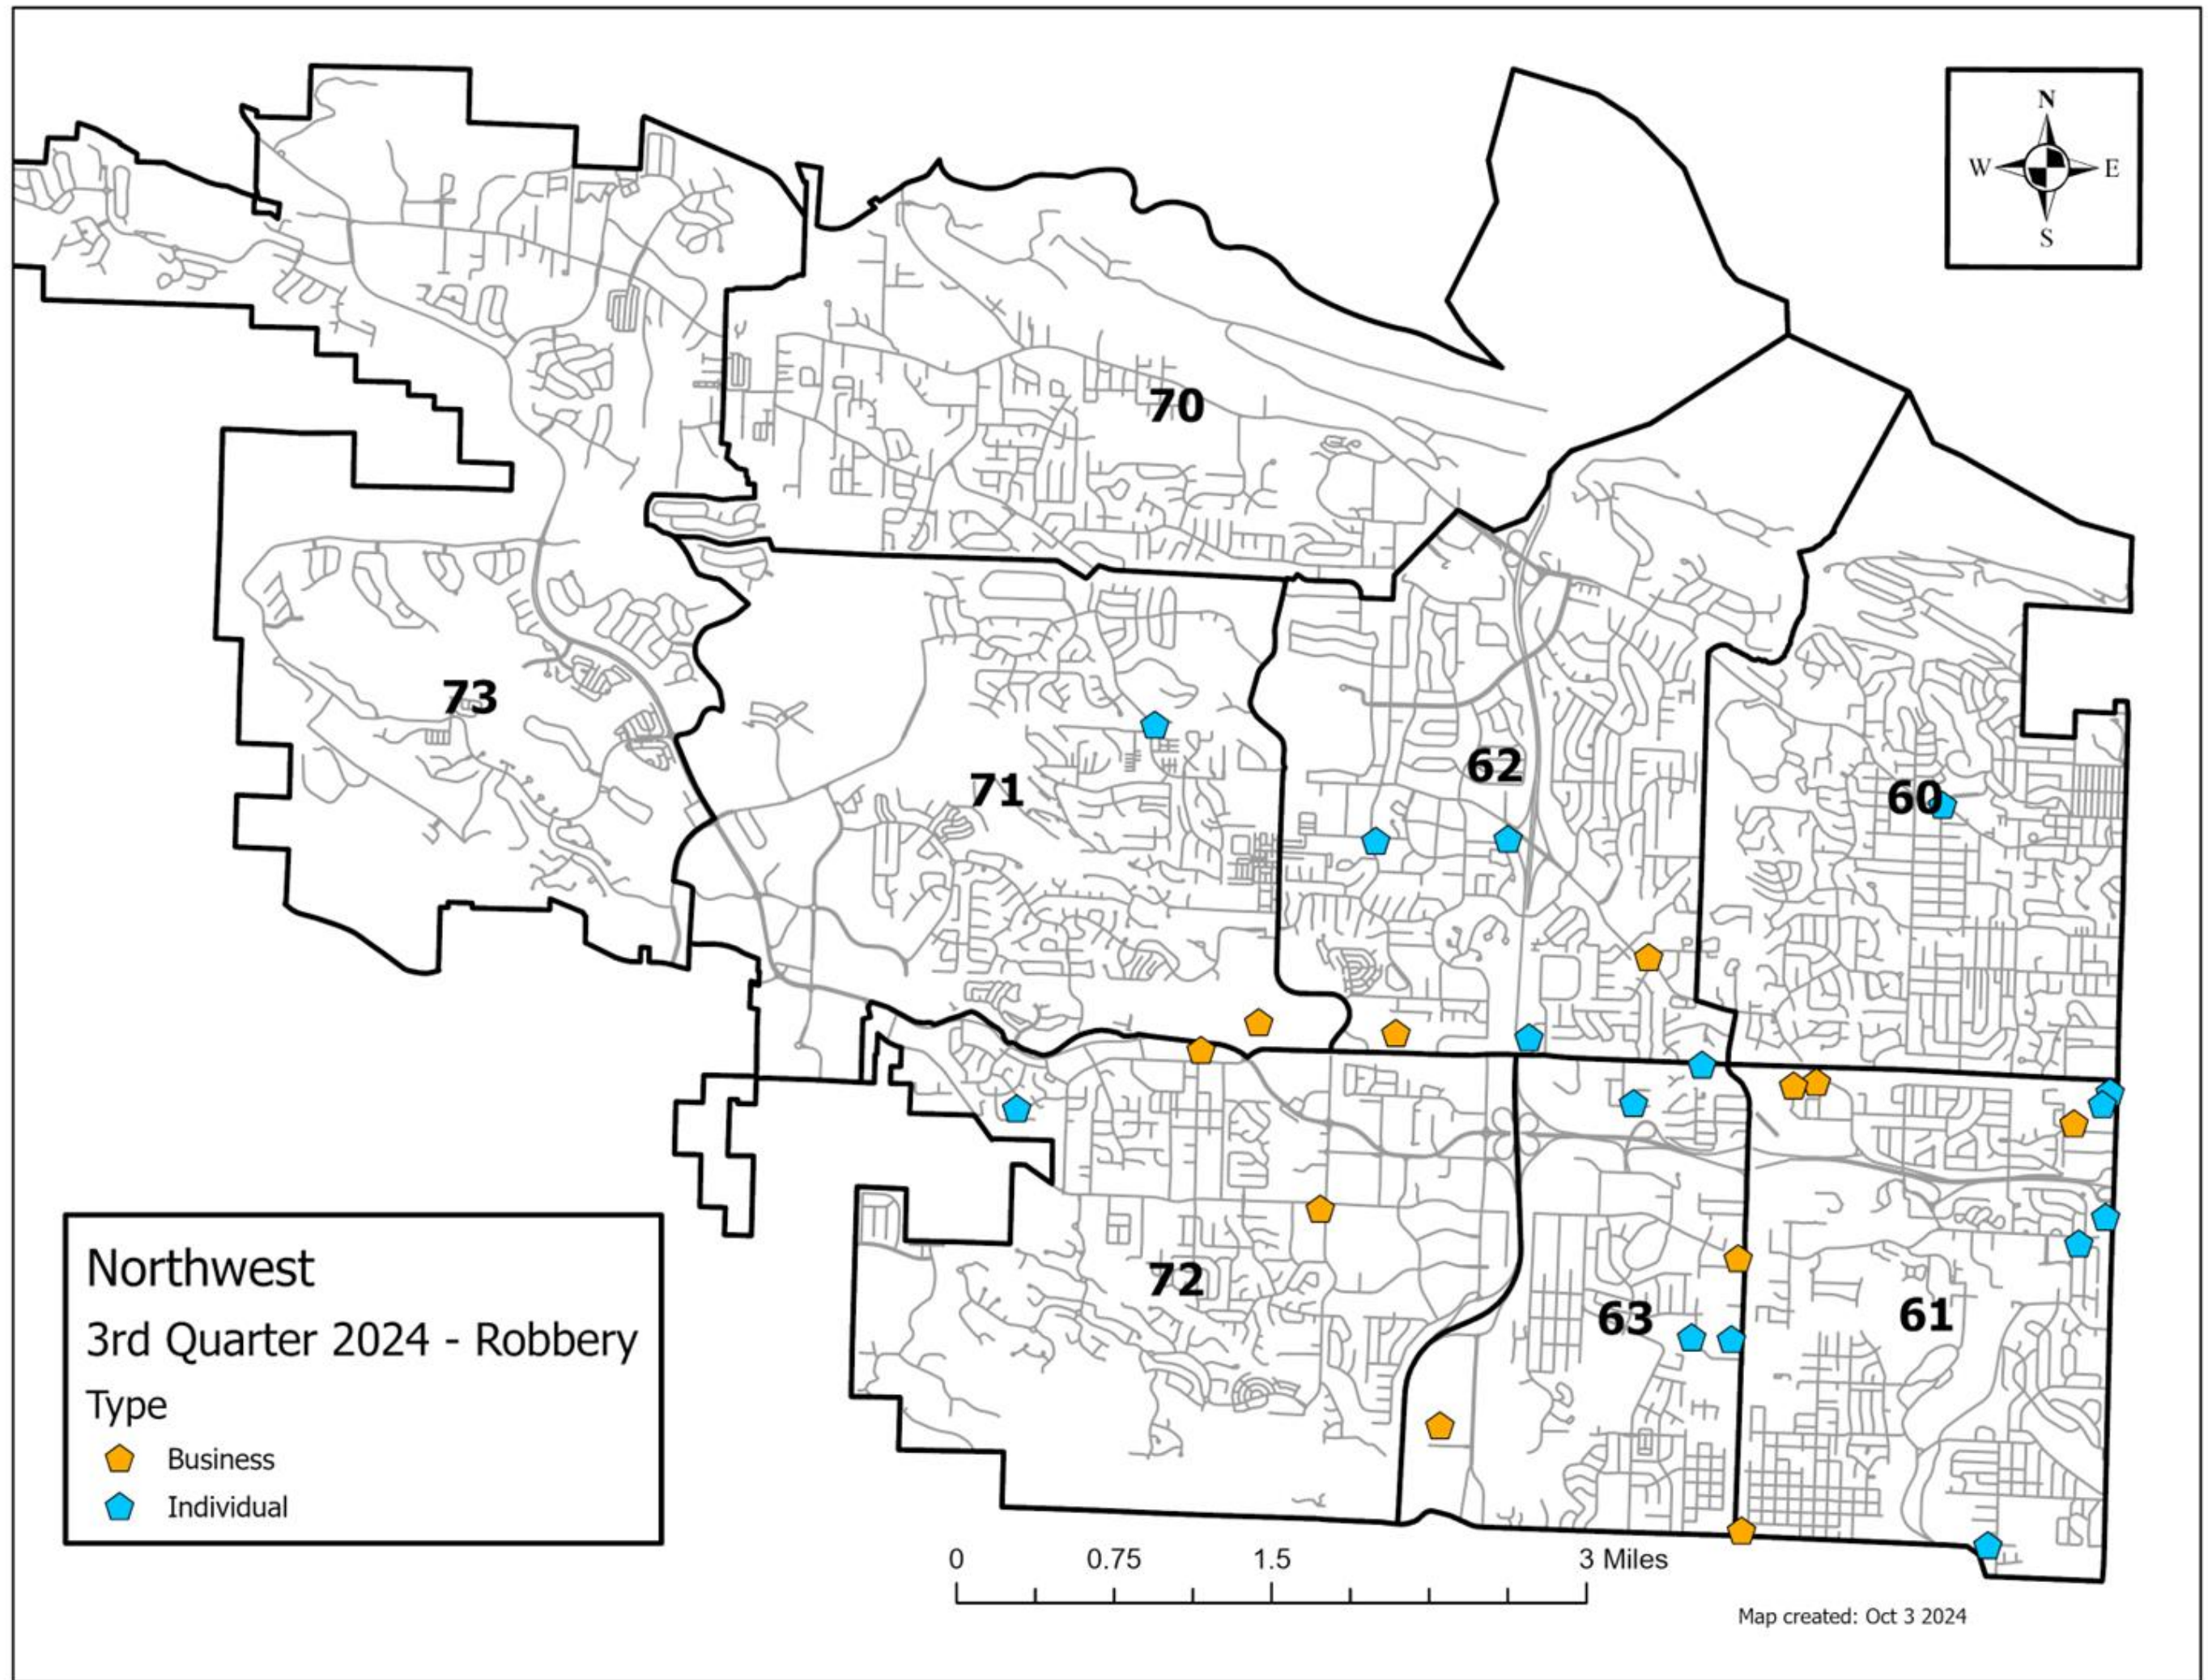 N
W E
S
70
73
71
62
60
72
63
61
Northwest
3rd Quarter 2024 - Robbery
Type
Business
Individual
0 0.75 1.5 3 Miles
Map created: Oct 3 2024